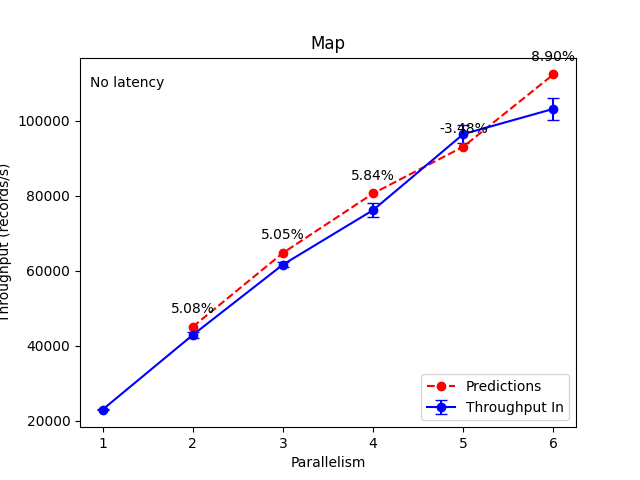 Map
No latency
8.90%
-3.48%
5.84%
5.05%
5.08%
Throughput (records/s)
100000
80000
60000
40000
20000
Predictions
Throughput In
1 2 3 4 5 6
Parallelism